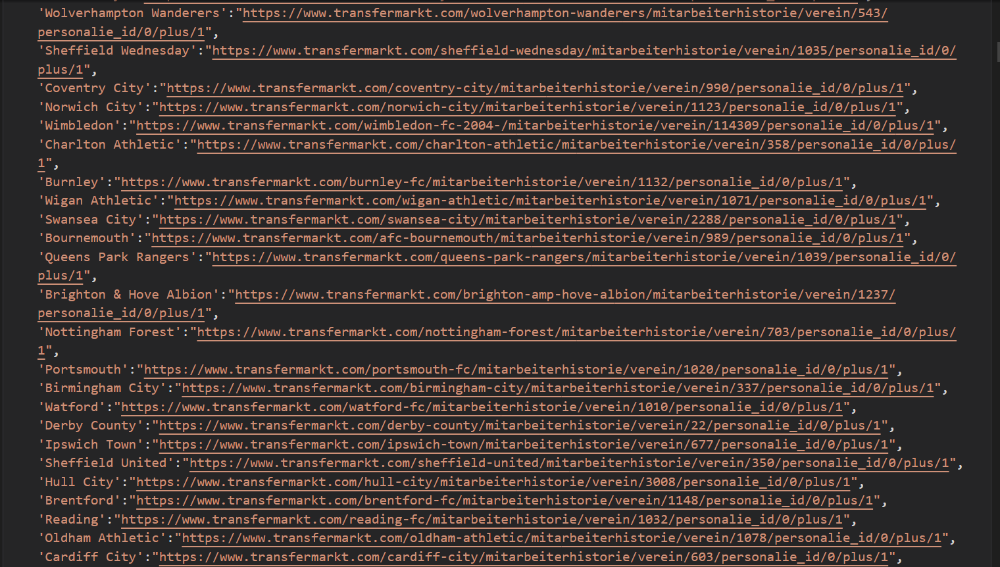 'Wolverhampton Wanderers':"https://www.transfermarkt.com/wolverhampton-wanderers/mitarbeiterhistorie/verein/543/
personalie_id/0/plus/1",
'Sheffield Wednesday':"https://www.transfermarkt.com/sheffield-wednesday/mitarbeiterhistorie/verein/1035/personalie_id/0/
plus/1",
'Coventry City':"https://www.transfermarkt.com/coventry-city/mitarbeiterhistorie/verein/990/personalie_id/0/plus/1",
'Norwich City':"https://www.transfermarkt.com/norwich-city/mitarbeiterhistorie/verein/1123/personalie_id/0/plus/1",
'Wimbledon':"https://www.transfermarkt.com/wimbledon-fc-2004-/mitarbeiterhistorie/verein/114309/personalie_id/0/plus/1",
'Charlton Athletic':"https://www.transfermarkt.com/charlton-athletic/mitarbeiterhistorie/verein/358/personalie_id/0/plus/
1",
'Burnley':"https://www.transfermarkt.com/burnley-fc/mitarbeiterhistorie/verein/1132/personalie_id/0/plus/1",
'Wigan Athletic':"https://www.transfermarkt.com/wigan-athletic/mitarbeiterhistorie/verein/1071/personalie_id/0/plus/1",
'Swansea City':"https://www.transfermarkt.com/swansea-city/mitarbeiterhistorie/verein/2288/personalie_id/0/plus/1",
'Bournemouth':"https://www.transfermarkt.com/afc-bournemouth/mitarbeiterhistorie/verein/989/personalie_id/0/plus/1",
'Queens Park Rangers':"https://www.transfermarkt.com/queens-park-rangers/mitarbeiterhistorie/verein/1039/personalie_id/0/
plus/1",
'Brighton & Hove Albion':"https://www.transfermarkt.com/brighton-amp-hove-albion/mitarbeiterhistorie/verein/1237/
personalie_id/0/plus/1",
'Nottingham Forest':"https://www.transfermarkt.com/nottingham-forest/mitarbeiterhistorie/verein/703/personalie_id/0/plus/
1",
'Portsmouth':"https://www.transfermarkt.com/portsmouth-fc/mitarbeiterhistorie/verein/1020/personalie_id/0/plus/1",
'Birmingham City':"https://www.transfermarkt.com/birmingham-city/mitarbeiterhistorie/verein/337/personalie_id/0/plus/1",
'Watford':"https://www.transfermarkt.com/watford-fc/mitarbeiterhistorie/verein/1010/personalie_id/0/plus/1",
'Derby County':"https://www.transfermarkt.com/derby-county/mitarbeiterhistorie/verein/22/personalie_id/0/plus/1",
'Ipswich Town':"https://www.transfermarkt.com/ipswich-town/mitarbeiterhistorie/verein/677/personalie_id/0/plus/1",
'Sheffield United':"https://www.transfermarkt.com/sheffield-united/mitarbeiterhistorie/verein/350/personalie_id/0/plus/1",
'Hull City':"https://www.transfermarkt.com/hull-city/mitarbeiterhistorie/verein/3008/personalie_id/0/plus/1",
'Brentford':"https://www.transfermarkt.com/brentford-fc/mitarbeiterhistorie/verein/1148/personalie_id/0/plus/1",
'Reading':"https://www.transfermarkt.com/reading-fc/mitarbeiterhistorie/verein/1032/personalie_id/0/plus/1",
'Oldham Athletic':"https://www.transfermarkt.com/oldham-athletic/mitarbeiterhistorie/verein/1078/personalie_id/0/plus/1",
'Cardiff City':"https://www.transfermarkt.com/cardiff-city/mitarbeiterhistorie/verein/603/personalie_id/0/plus/1",